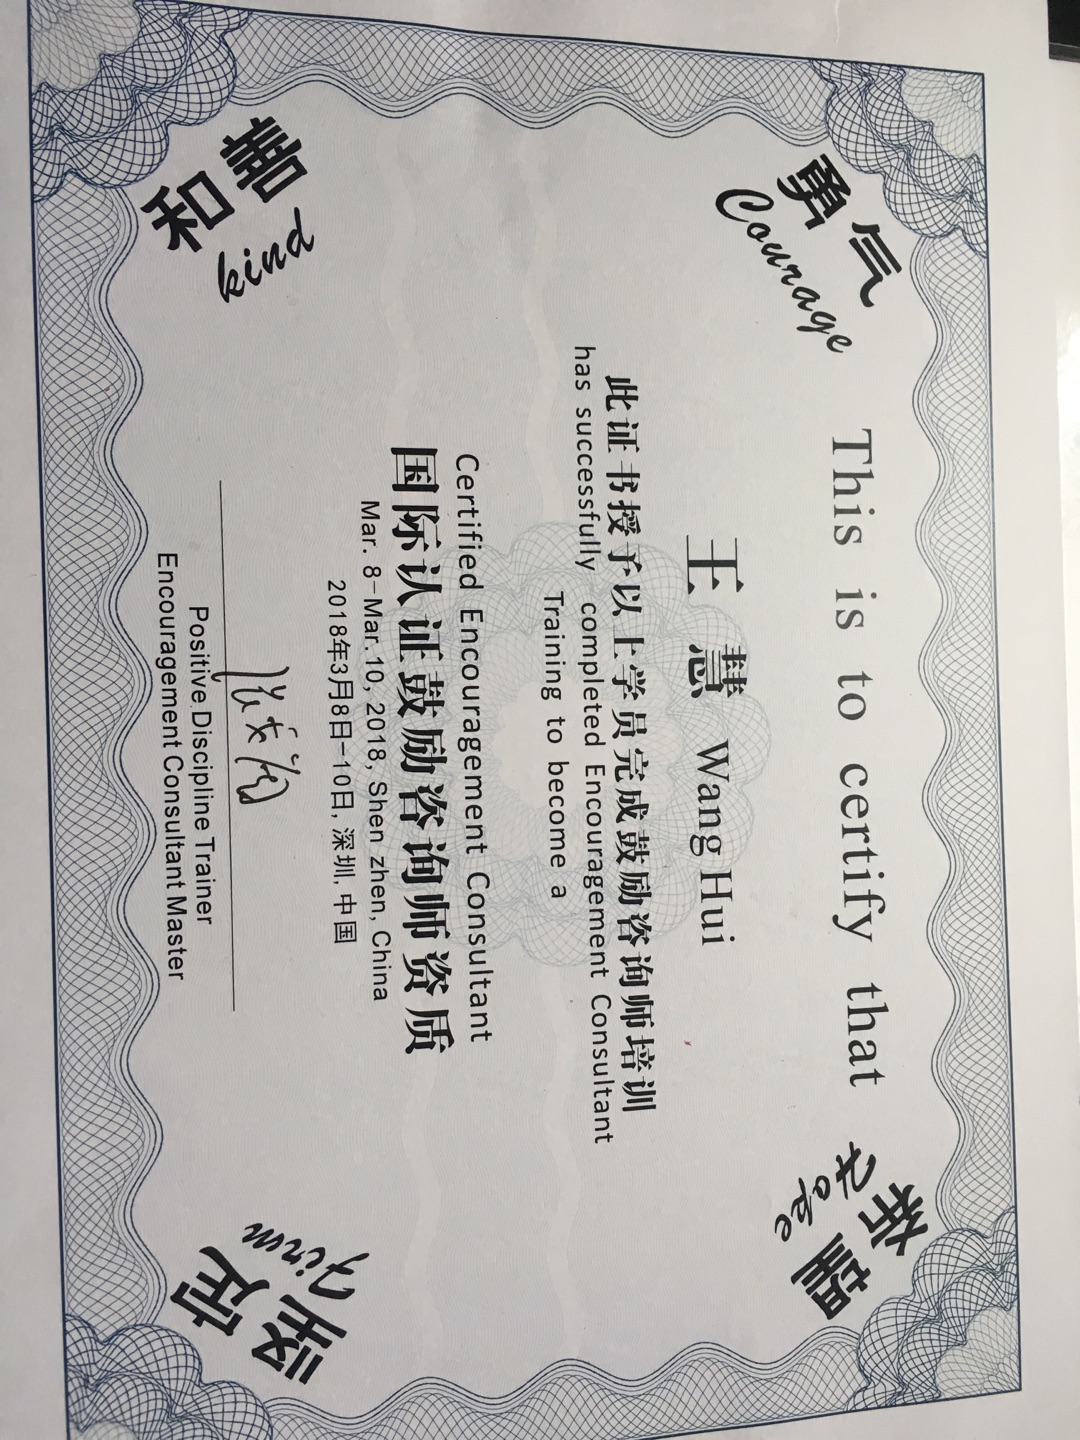 勇气
Courage
希望
Hope
This is to certify that
王 慧 Wang Hui
此证书授予以上学员完成鼓励咨询师培训
has successfully completed Encouragement Consultant
Training to become a
Certified Encouragement Consultant
国际认证鼓励咨询师资质
Mar. 8-Mar.10, 2018, Shen zhen, China
2018年3月8日-10日, 深圳, 中国
Positive Discipline Trainer
Encouragement Consultant Master
和善
kind
坚定
Firm